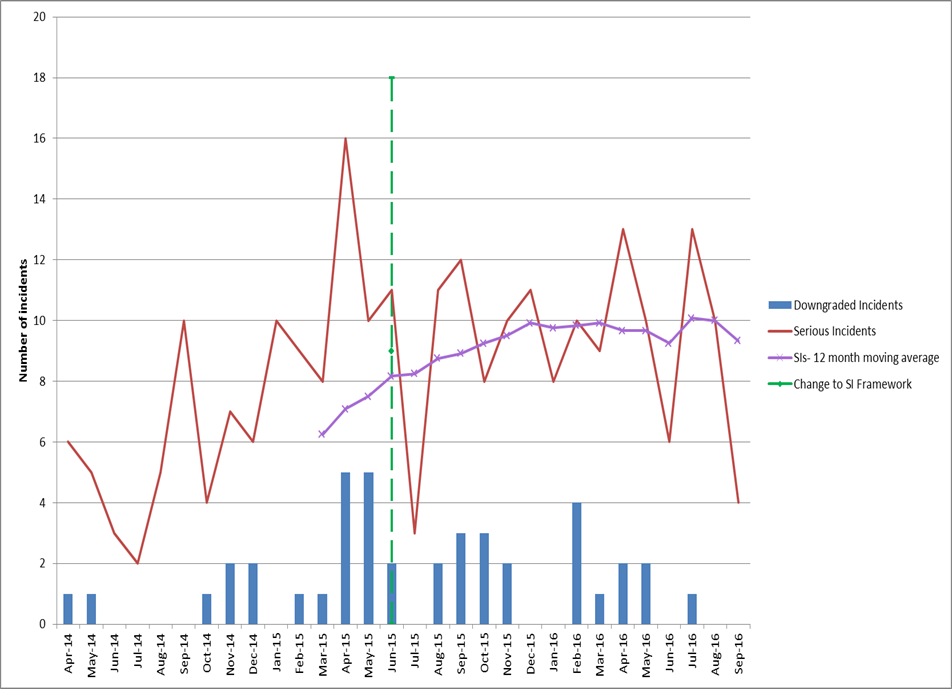 20
18
16
14
12
10
8
6
4
2
0
Number of incidents
Apr-14
May-14
Jun-14
Jul-14
Aug-14
Sep-14
Oct-14
Nov-14
Dec-14
Jan-15
Feb-15
Mar-15
Apr-15
May-15
Jun-15
Jul-15
Aug-15
Sep-15
Oct-15
Nov-15
Dec-15
Jan-16
Feb-16
Mar-16
Apr-16
May-16
Jun-16
Jul-16
Aug-16
Sep-16
Downgraded Incidents
Serious Incidents
SIs- 12 month moving average
Change to SI Framework